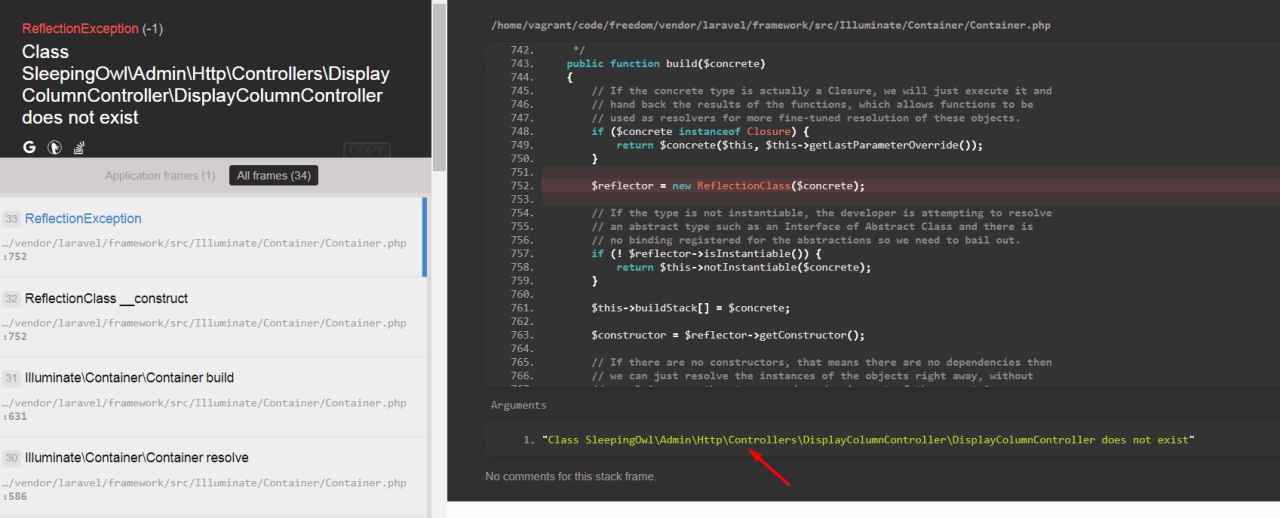 ReflectionException (-1)
Class
SleepingOwl\Admin\Http\Controllers\Display
ColumnController\DisplayColumnController
does not exist
COPY
Application frames (1) All frames (34)
33 ReflectionException
…/vendor/laravel/framework/src/Illuminate/Container/Container.php
:752
32 ReflectionClass __construct
…/vendor/laravel/framework/src/Illuminate/Container/Container.php
:752
31 Illuminate\Container\Container build
…/vendor/laravel/framework/src/Illuminate/Container/Container.php
:631
30 Illuminate\Container\Container resolve
…/vendor/laravel/framework/src/Illuminate/Container/Container.php
:586
/home/vagrant/code/freedom/vendor/laravel/framework/src/Illuminate/Container/Container.php
742. */
743. public function build($concrete)
744. {
745. // If the concrete type is actually a Closure, we will just execute it and
746. // hand back the results of the functions, which allows functions to be
747. // used as resolvers for more fine-tuned resolution of these objects.
748. if ($concrete instanceof Closure) {
749. return $concrete($this, $this->getLastParameterOverride());
750. }
751.
752. $reflector = new ReflectionClass($concrete);
753.
754. // If the type is not instantiable, the developer is attempting to resolve
755. // an abstract type such as an Interface of Abstract Class and there is
756. // no binding registered for the abstractions so we need to bail out.
757. if (! $reflector->isInstantiable()) {
758. return $this->notInstantiable($concrete);
759. }
760.
761. $this->buildStack[] = $concrete;
762.
763. $constructor = $reflector->getConstructor();
764.
765. // If there are no constructors, that means there are no dependencies then
766. // we can just resolve the instances of the objects right away, without
Arguments
1. "Class SleepingOwl\Admin\Http\Controllers\DisplayColumnController\DisplayColumnController does not exist"
No comments for this stack frame.